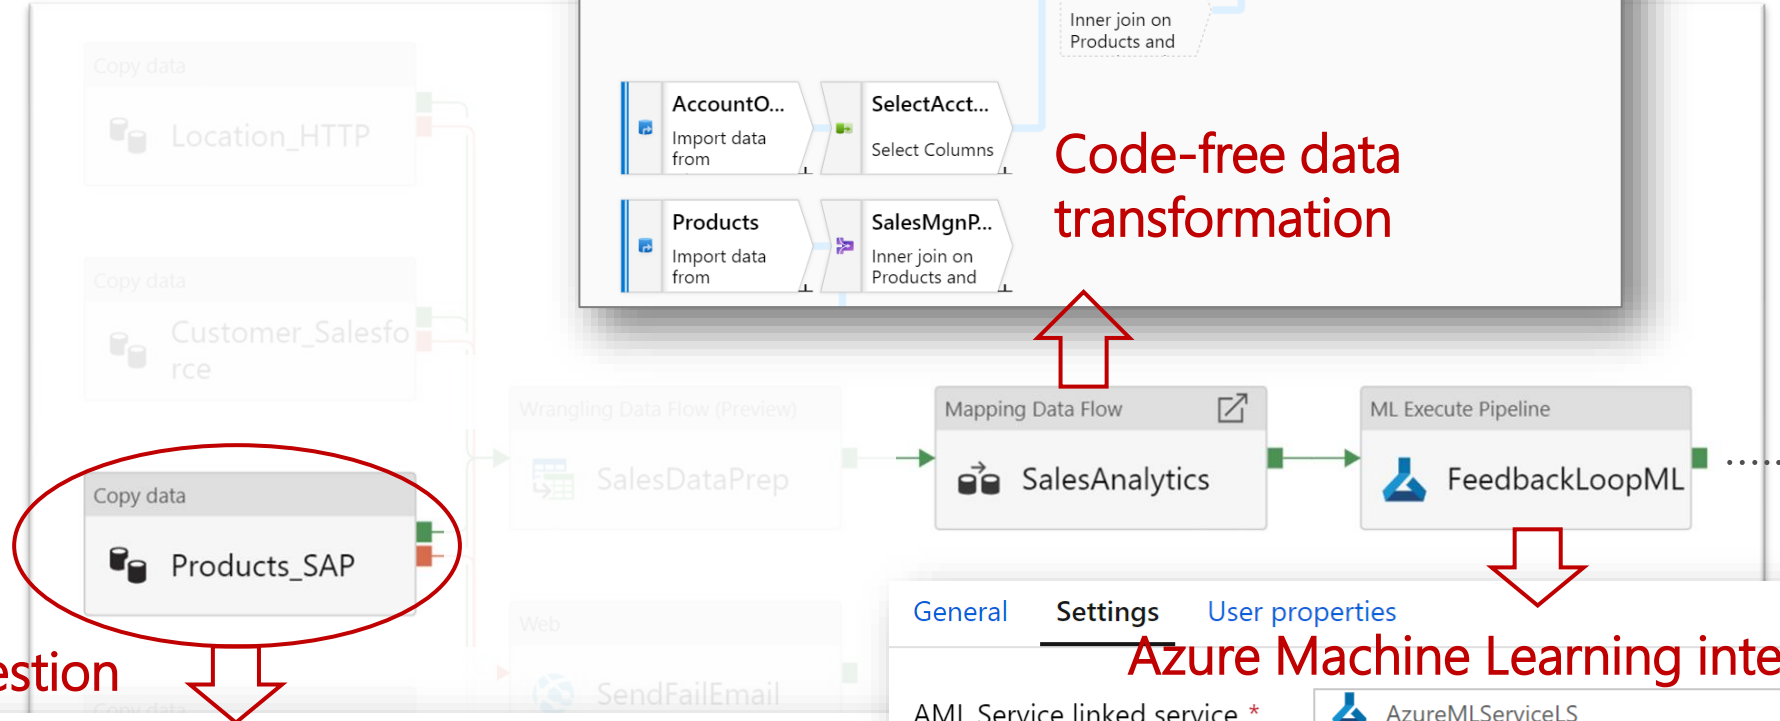 Inner join on
Products and
AccountO...
Import data
from
SelectAcct...
Select Columns
Products
Import data
from
SalesMgnP...
Inner join on
Products and
Code-free data
transformation
Copy data
Location_HTTP
Copy data
Customer_Salesfo
rce
Copy data
Products_SAP
Wrangling Data Flow (Preview)
SalesDataPrep
Mapping Data Flow
SalesAnalytics
ML Execute Pipeline
FeedbackLoopML
Web
SendFailEmail
estion
Copy data
General Settings User properties
Azure Machine Learning inte
AML Service linked service *
AzureMLServiceLS